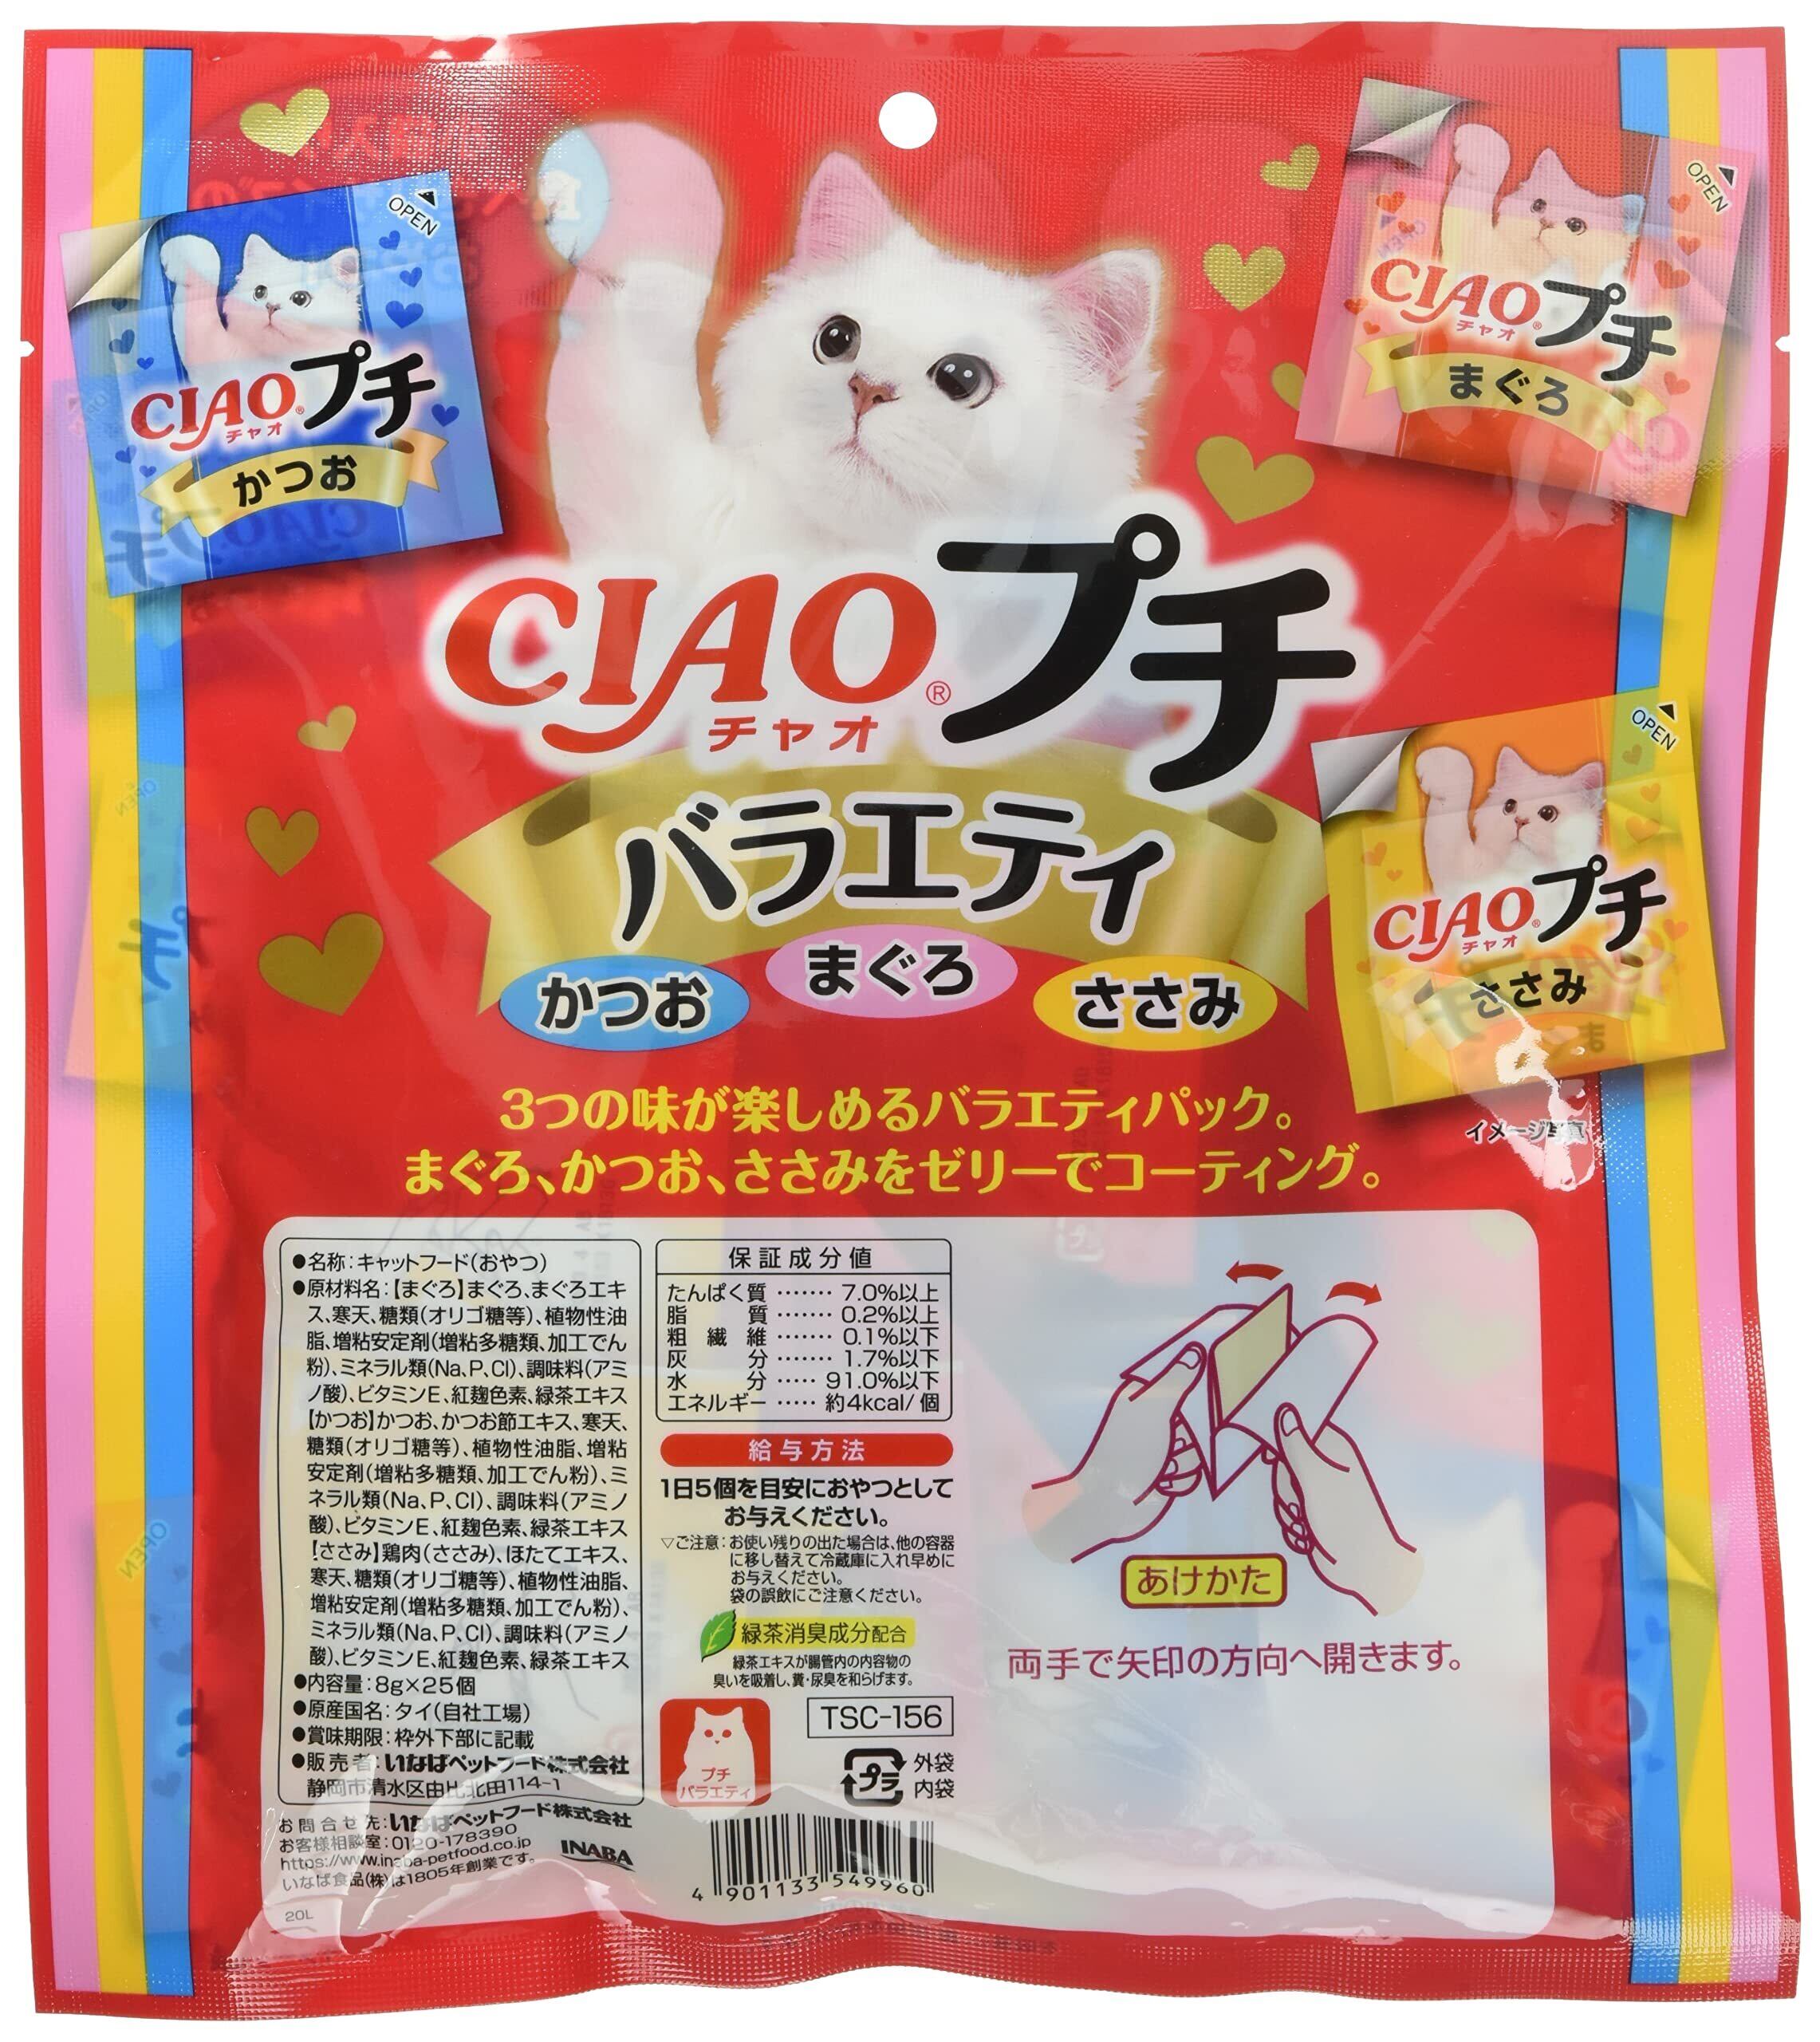 OPEN
CIAO®プチ
チャオ
かつお
OPEN
CIAO®プチ
チャオ
まぐろ
CIAO®プチ
チャオ
バラエティ
かつお
まぐろ
ささみ
OPEN
CIAO®プチ
チャオ
ささみ
イメージ写真
3つの味が楽しめるバラエティパック。
まぐろ、かつお、ささみをゼリーでコーティング。
●名称：キャットフード(おやつ)
●原材料名：【まぐろ】まぐろ、まぐろエキ
ス、寒天、糖類(オリゴ糖等)、植物性油
脂、増粘安定剤(増粘多糖類、加工でん
粉)、ミネラル類(Na、P、Cl)、調味料(アミ
ノ酸)、ビタミンE、紅麹色素、緑茶エキス
【かつお】かつお、かつお節エキス、寒天、
糖類(オリゴ糖等)、植物性油脂、増粘
安定剤(増粘多糖類、加工でん粉)、ミ
ネラル類(Na、P、Cl)、調味料(アミノ
酸)、ビタミンE、紅麹色素、緑茶エキス
【ささみ】鶏肉(ささみ)、ほたてエキス、
寒天、糖類(オリゴ糖等)、植物性油脂、
増粘安定剤(増粘多糖類、加工でん粉)、
ミネラル類(Na、P、Cl)、調味料(アミノ
酸)、ビタミンE、紅麹色素、緑茶エキス
●内容量：8g×25個
●原産国名：タイ(自社工場)
●賞味期限：枠外下部に記載
●販売者：いなばペットフード株式会社
静岡市清水区由比北田114-1
お問合せ先：いなばペットフード株式会社
お客様相談室：0120-178390
https://www.inaba-petfood.co.jp
いなば食品(株)は1805年創業です。
INABA
20L
保証成分値
たんぱく質 ……… 7.0%以上
脂質 ……… 0.2%以上
粗繊維 ……… 0.1%以下
灰分 ……… 1.7%以下
水分 …… 91.0%以下
エネルギー …… 約4kcal/個
給与方法
1日5個を目安におやつとして
お与えください。
▽ご注意：お使い残りの出た場合は、他の容器
に移し替えて冷蔵庫に入れ早めに
お与えください。
袋の誤飲にご注意ください。
緑茶消臭成分配合
緑茶エキスが腸管内の内容物の
臭いを吸着し、糞・尿臭を和らげます。
プチ
バラエティ
TSC-156
プラ
外袋
内袋
4 901133 549960
あけかた
両手で矢印の方向へ開きます。